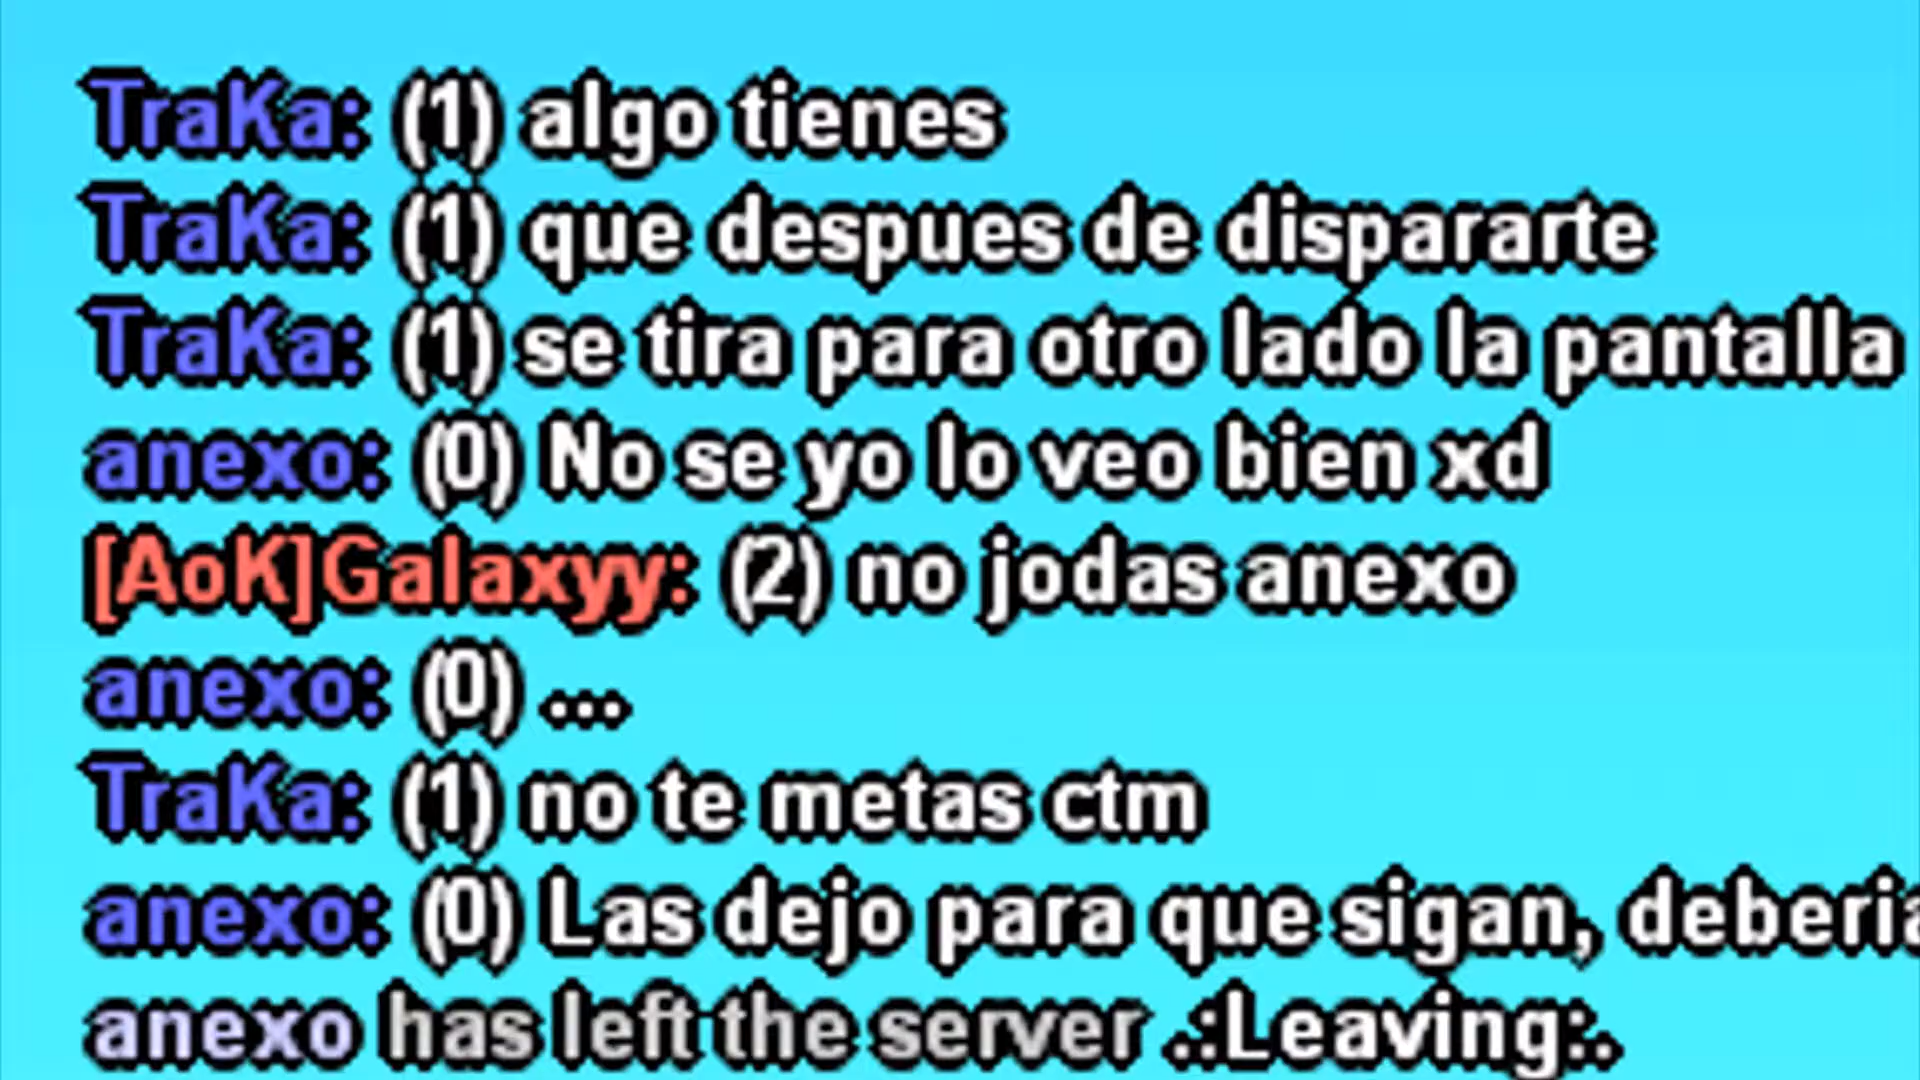 TraKa: (1) algo tienes
TraKa: (1) que despues de dispararte
TraKa: (1) se tira para otro lado la pantalla
anexo: (0) No se yo lo veo bien xd
[AoK]Galaxyy: (2) no jodas anexo
anexo: (0) ...
TraKa: (1) no te metas ctm
anexo: (0) Las dejo para que sigan,
anexo has left the server .:Leaving:.